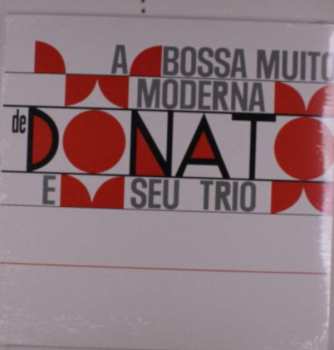 A BOSSA MUITO
MODERNA
de DONATO
E SEU TRIO